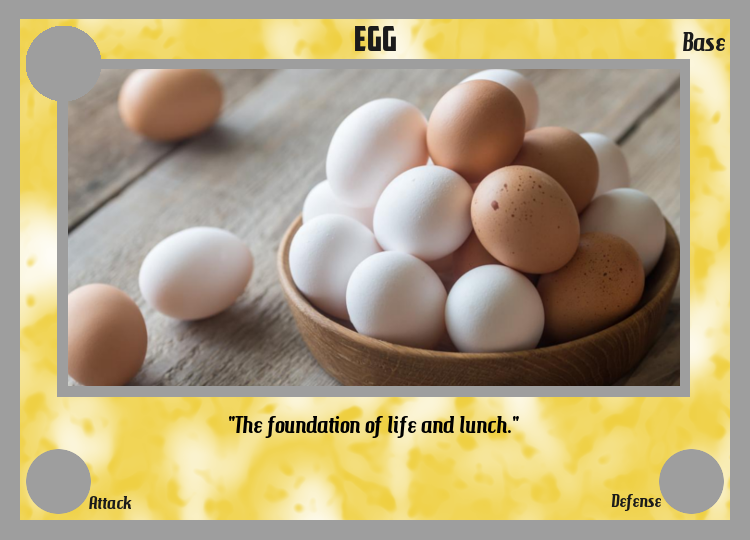 EGG
Base
"The foundation of life and lunch."
Attack
Defense